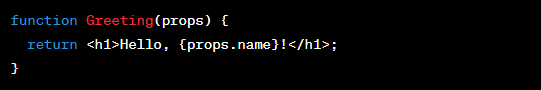 function Greeting(props) {
  return <h1>Hello, {props.name}!</h1>;
}